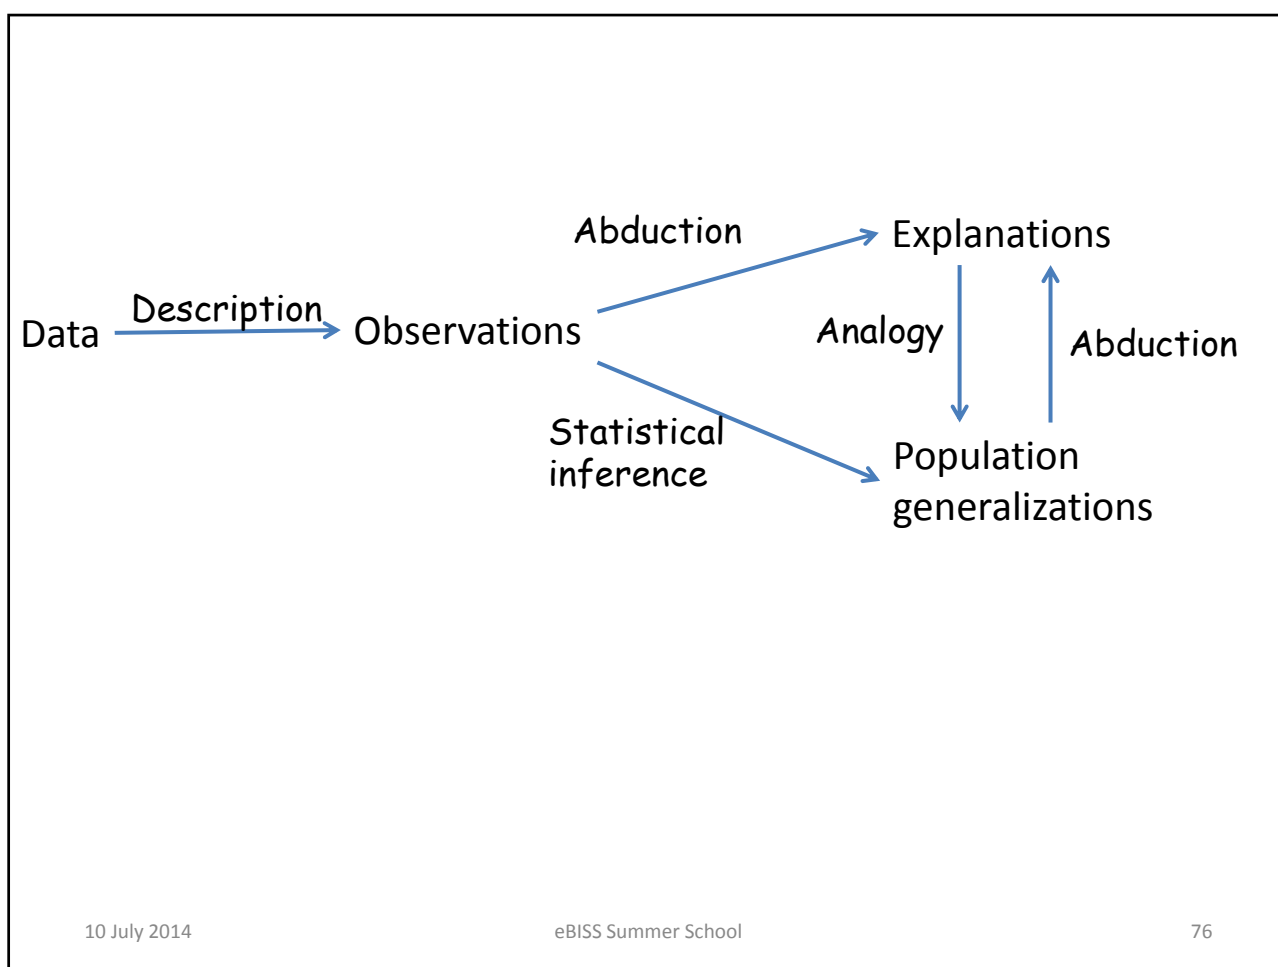 Abduction
Explanations
Description
Data
Observations
Analogy
Abduction
Statistical
inference
Population
generalizations
10 July 2014
eBISS Summer School
76